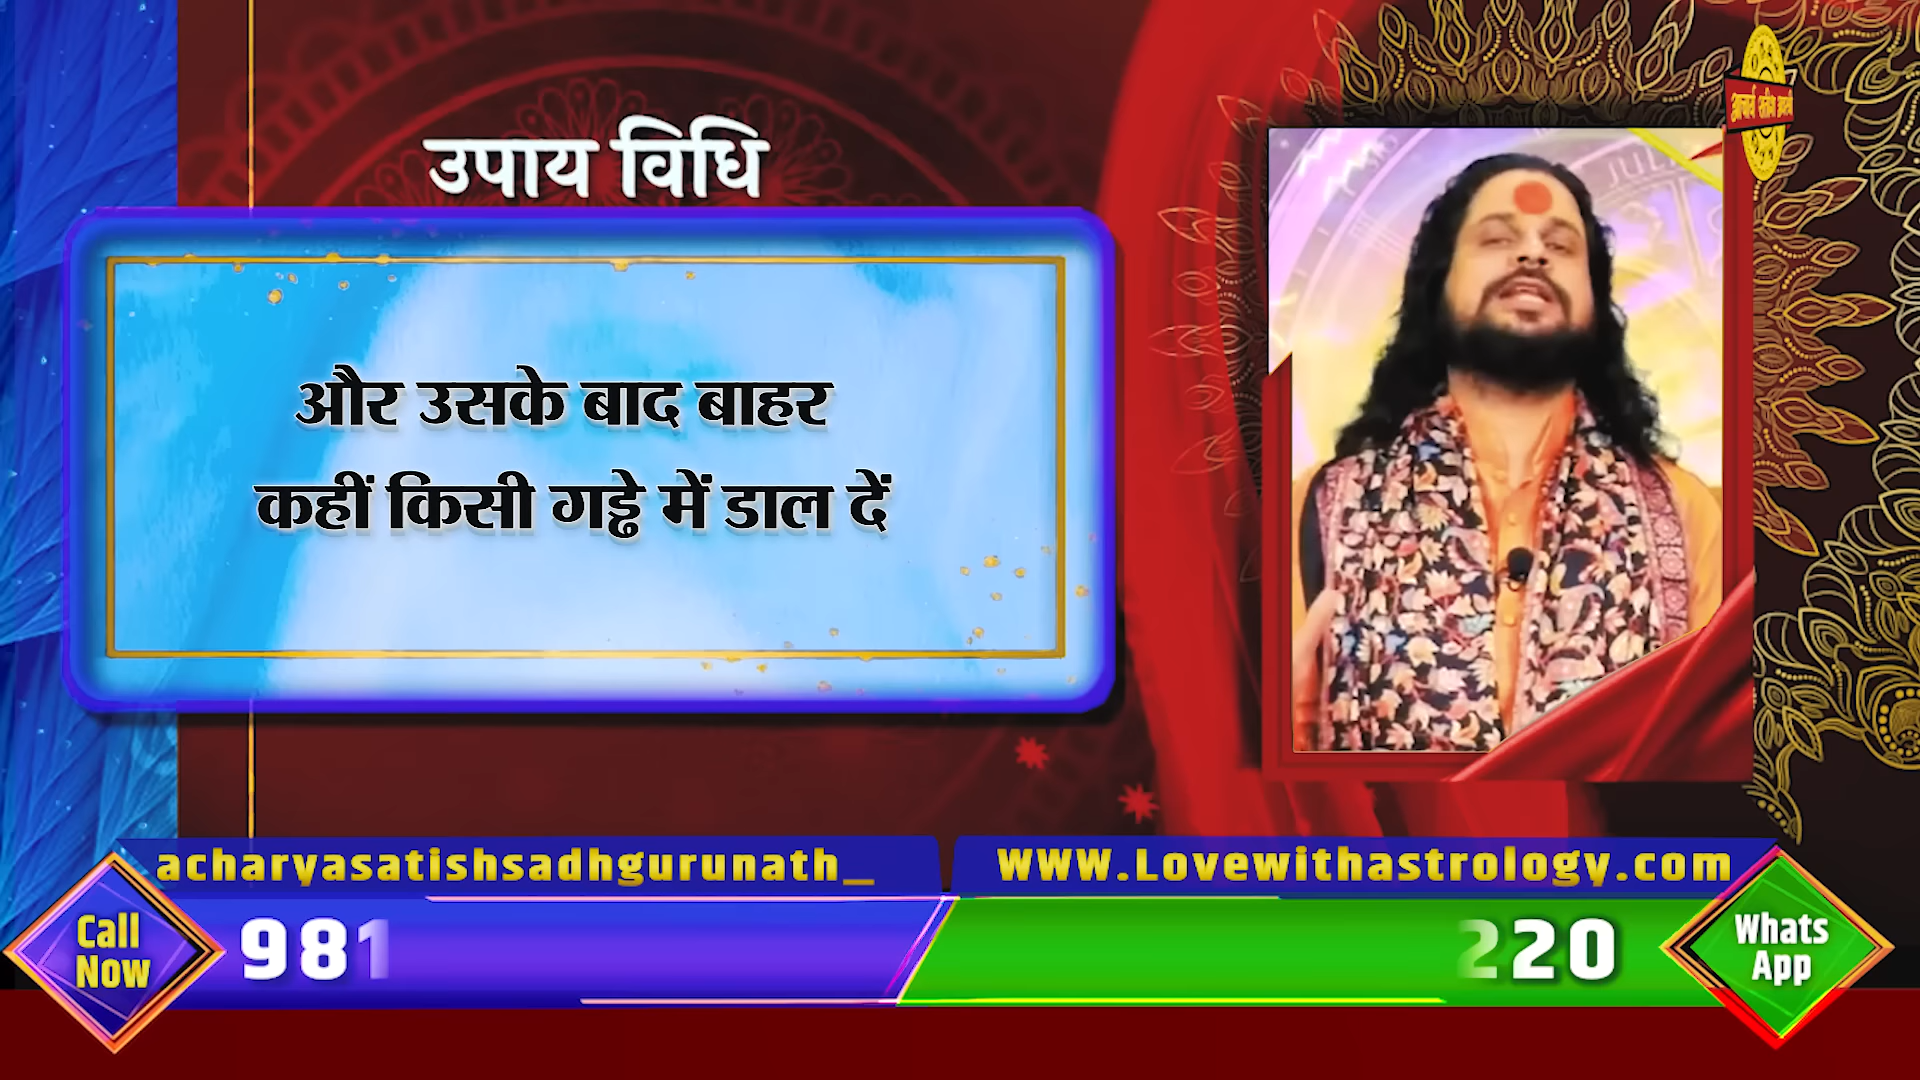 उपाय विधि
और उसके बाद बाहर
कहीं किसी गड्ढे में डाल दें
acharyasatishsadhgurunath_
WWW.Lovewithastrology.com
Call
Now
981
220
Whats
App